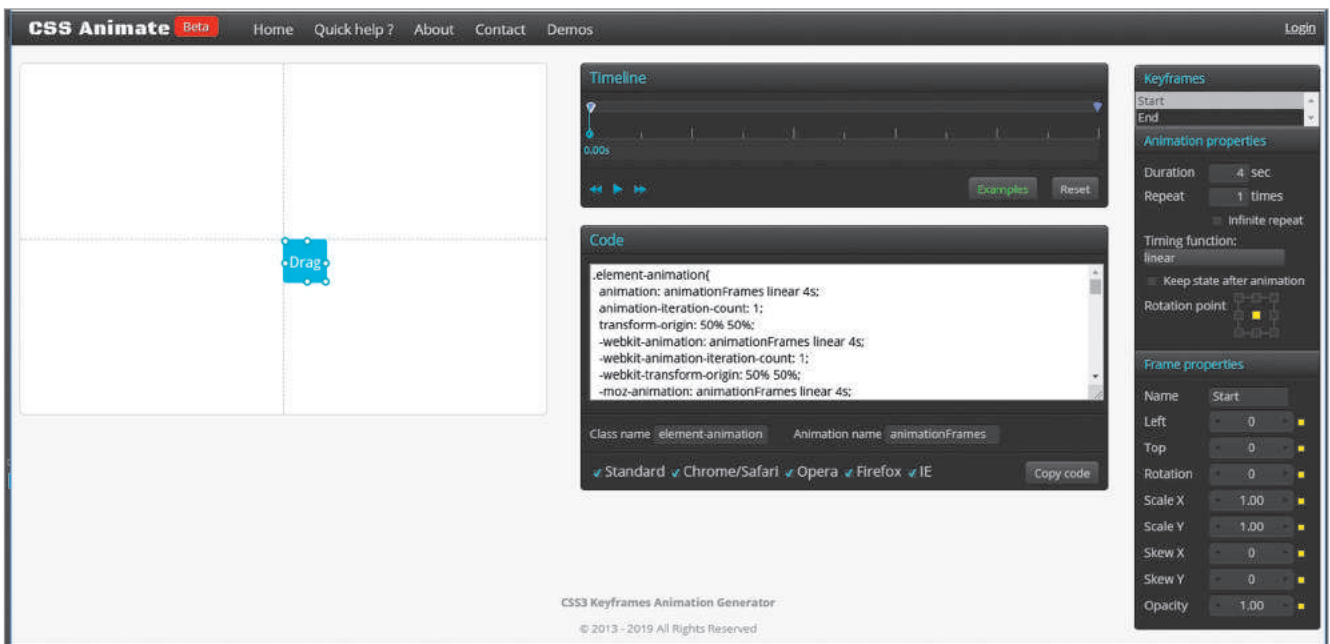 CSS Animate Beta Home Quick help ? About Contact Demos Login
Drag
Timeline
0.00s
Examples Reset
Code
.element-animation{
animation: animationFrames linear 4s;
animation-iteration-count: 1;
transform-origin: 50% 50%;
-webkit-animation: animationFrames linear 4s;
-webkit-animation-iteration-count: 1;
-webkit-transform-origin: 50% 50%;
-moz-animation: animationFrames linear 4s;
Class name element-animation Animation name animationFrames
Standard Chrome/Safari Opera Firefox IE Copy code
Keyframes
Start
End
Animation properties
Duration 4 sec
Repeat 1 times
Infinite repeat
Timing function:
linear
Keep state after animation
Rotation point
Frame properties
Name Start
Left 0
Top 0
Rotation 0
Scale X 1.00
Scale Y 1.00
Skew X 0
Skew Y 0
Opacity 1.00
CSS3 Keyframes Animation Generator
© 2013 - 2019 All Rights Reserved